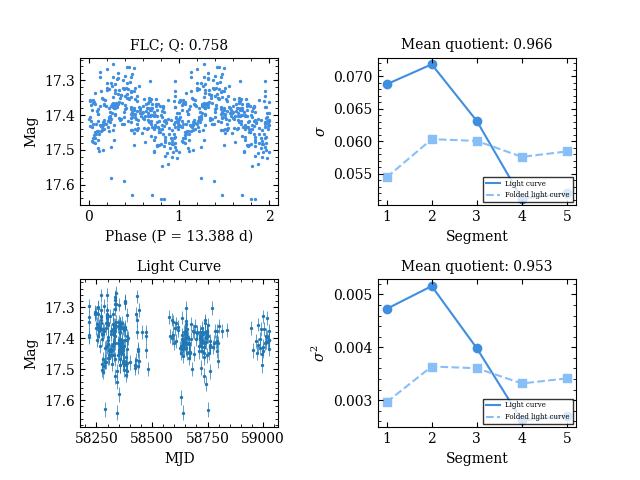 FLC; Q: 0.758
17.3
17.4
17.5
17.6
Mag
0
1
2
Phase (P = 13.388 d)
Mean quotient: 0.966
0.070
0.065
0.060
0.055
σ
1
2
3
4
5
Segment
Light curve
Folded light curve
Light Curve
17.3
17.4
17.5
17.6
Mag
58250
58500
58750
59000
MJD
Mean quotient: 0.953
0.005
0.004
0.003
σ²
1
2
3
4
5
Segment
Light curve
Folded light curve